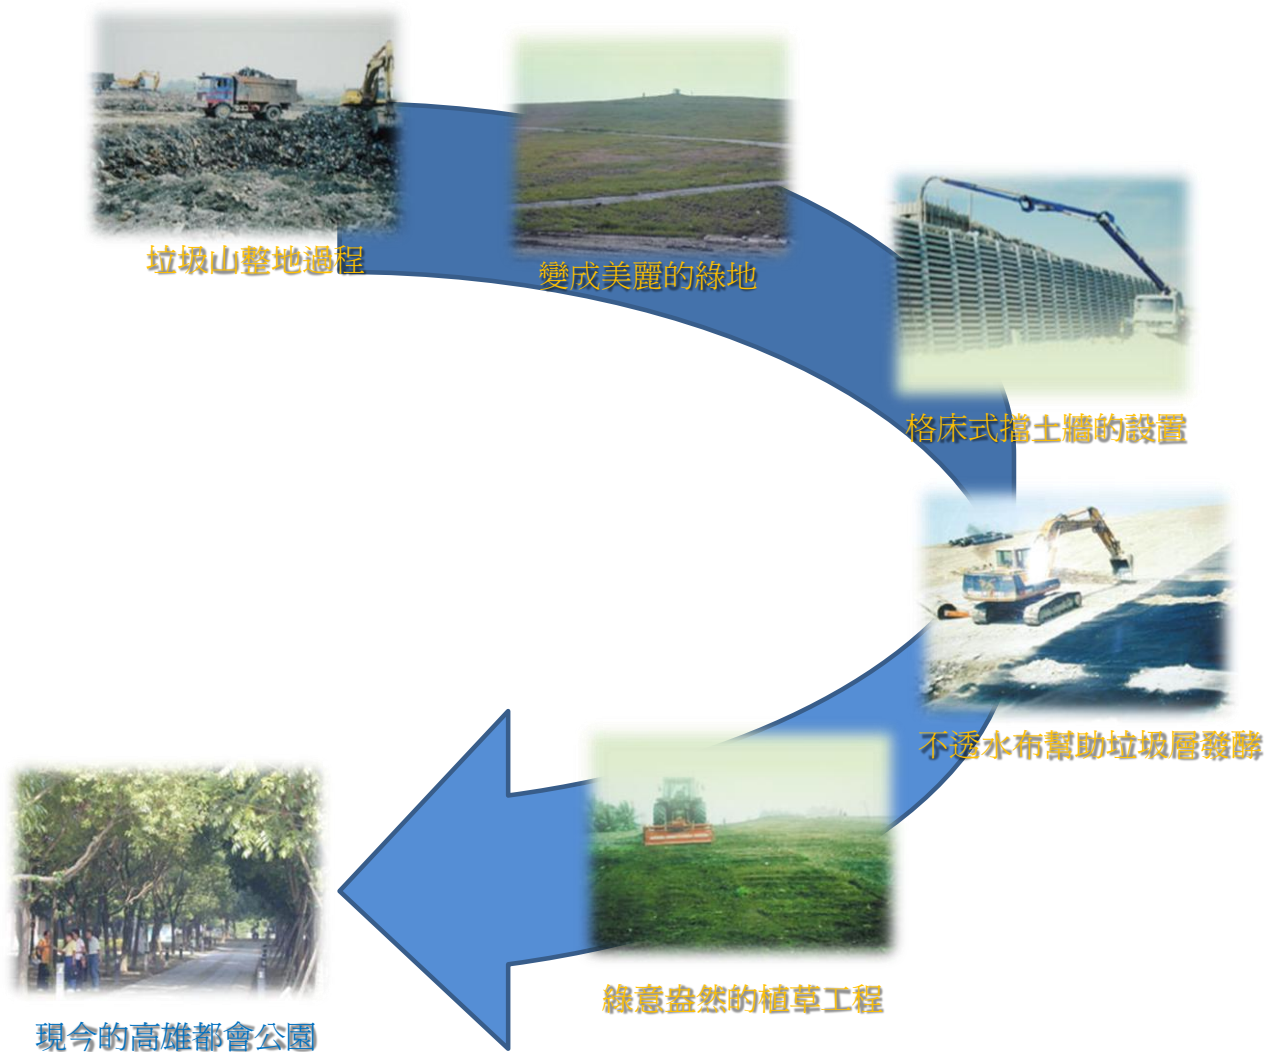 垃圾山整地過程
變成美麗的綠地
格床式擋土牆的設置
不透水布幫助垃圾層發酵
綠意盎然的植草工程
現今的高雄都會公園